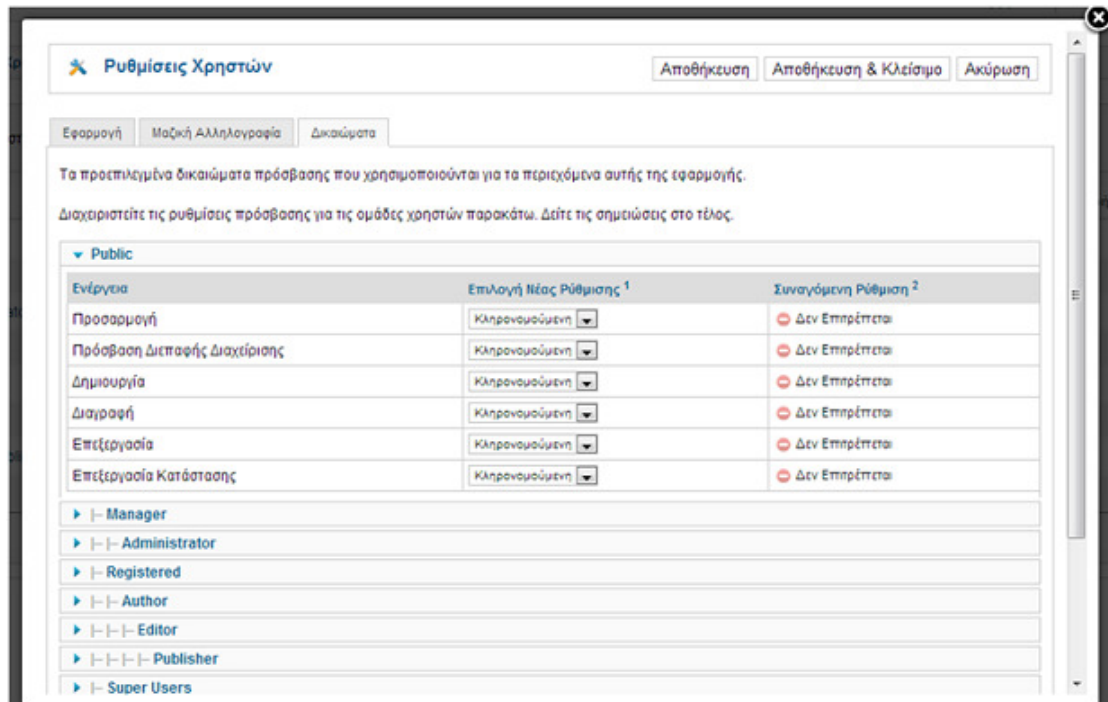 Ρυθμίσεις Χρηστών
Αποθήκευση Αποθήκευση & Κλείσιμο Ακύρωση
Εφαρμογή Μαζική Αλληλογραφία Δικαιώματα
Τα προεπιλεγμένα δικαιώματα πρόσβασης που χρησιμοποιούνται για τα περιεχόμενα αυτής της εφαρμογής.
Διαχειριστείτε τις ρυθμίσεις πρόσβασης για τις ομάδες χρηστών παρακάτω. Δείτε τις σημειώσεις στο τέλος.
Public
Ενέργεια Επιλογή Νέας Ρύθμισης 1 Συναγόμενη Ρύθμιση 2
Προσαρμογή Κληρονομούμενη Δεν Επιτρέπεται
Πρόσβαση Διεπαφής Διαχείρισης Κληρονομούμενη Δεν Επιτρέπεται
Δημιουργία Κληρονομούμενη Δεν Επιτρέπεται
Διαγραφή Κληρονομούμενη Δεν Επιτρέπεται
Επεξεργασία Κληρονομούμενη Δεν Επιτρέπεται
Επεξεργασία Κατάστασης Κληρονομούμενη Δεν Επιτρέπεται
|– Manager
|– |– Administrator
|– Registered
|– |– Author
|– |– |– Editor
|– |– |– |– Publisher
|– Super Users